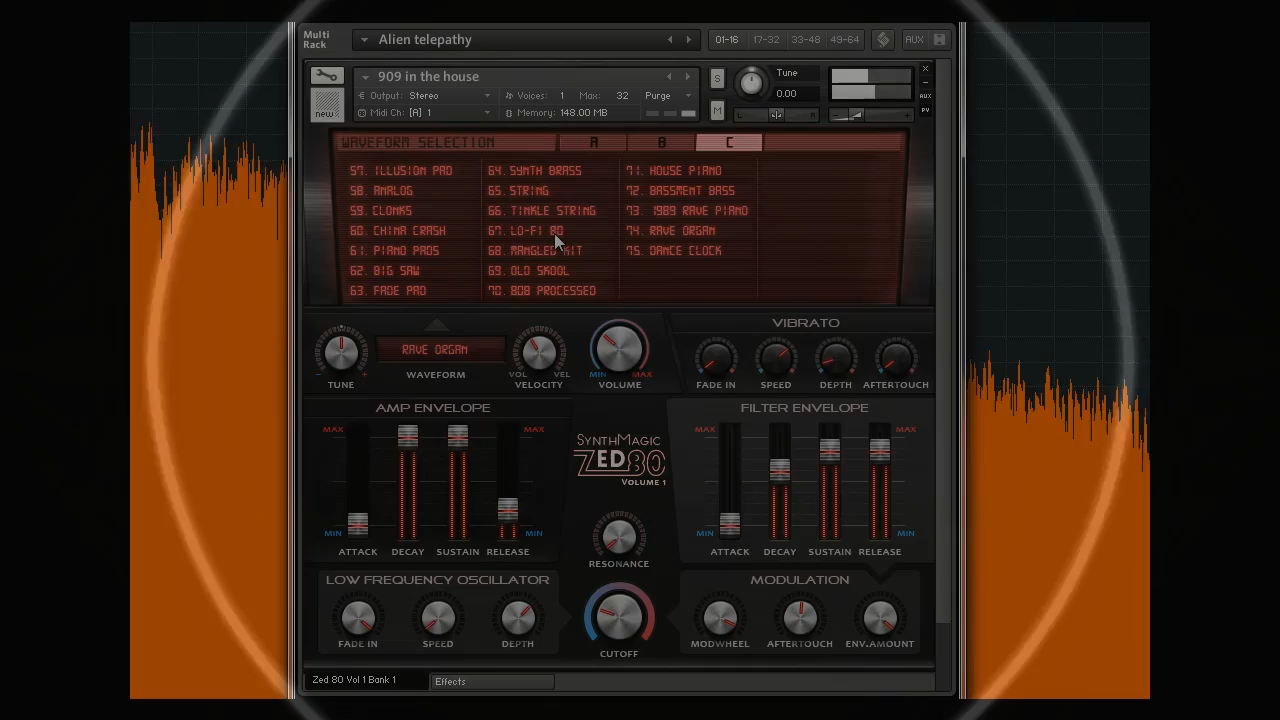 Multi Rack
Alien telepathy
01-16 17-32 33-48 49-64 AUX
909 in the house
S
Tune
0.00
Output: Stereo
Voices: 1 Max: 32 Purge
M
L R
- +
X
-
AUX
PV
new
Midi Ch: [A] 1
Memory: 148.00 MB
WAVEFORM SELECTION A B C
57. ILLUSION PAD 64. SYNTH BRASS 71. HOUSE PIANO
58. ANALOG 65. STRING 72. BASSMENT BASS
59. CLONKS 66. TINKLE STRING 73. 1989 RAVE PIANO
60. CHINA CRASH 67. LO-FI 74. RAVE ORGAN
61. PIANO PADS 68. MANGLED KIT 75. DANCE CLOCK
62. BIG SAW 69. OLD SKOOL
63. FADE PAD 70. 808 PROCESSED
RAVE ORGAN
- +
TUNE
WAVEFORM
VOL VEL
VELOCITY
MIN MAX
VOLUME
VIBRATO
FADE IN SPEED DEPTH AFTERTOUCH
AMP ENVELOPE
MAX MAX
MIN MIN
ATTACK DECAY SUSTAIN RELEASE
SYNTHMAGIC
ZED 80
VOLUME 1
RESONANCE
FILTER ENVELOPE
MAX MAX
MIN MIN
ATTACK DECAY SUSTAIN RELEASE
LOW FREQUENCY OSCILLATOR
FADE IN SPEED DEPTH
CUTOFF
MODULATION
MODWHEEL AFTERTOUCH ENV.AMOUNT
Zed 80 Vol 1 Bank 1 Effects